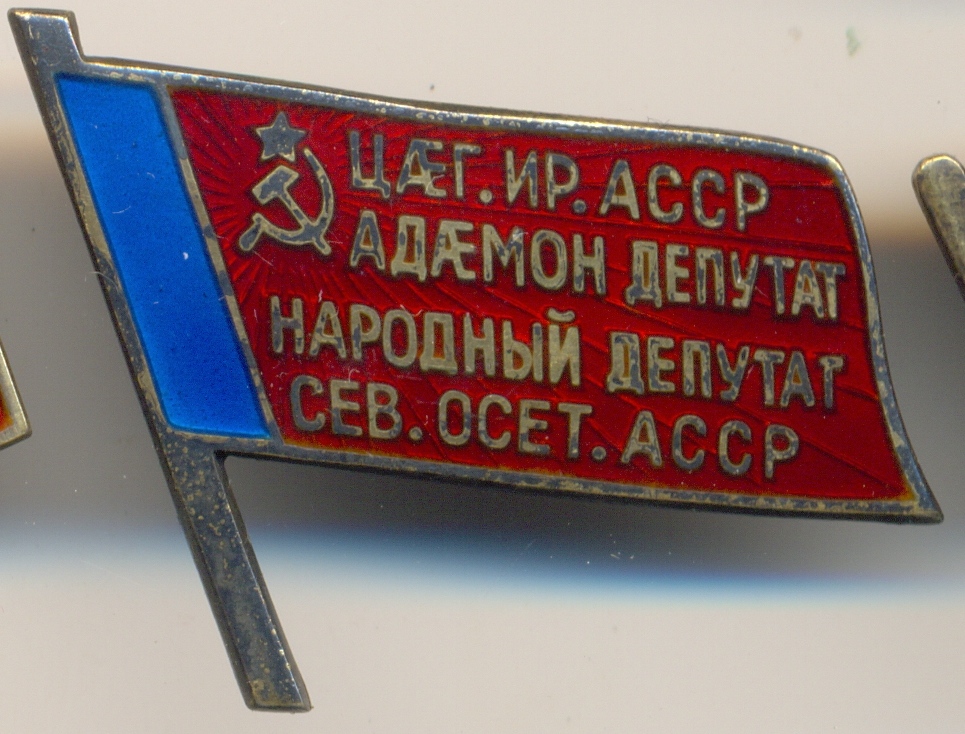 ЦӔГ. ИР. АССР
АДӔМОН ДЕПУТАТ
НАРОДНЫЙ ДЕПУТАТ
СЕВ. ОСЕТ. АССР